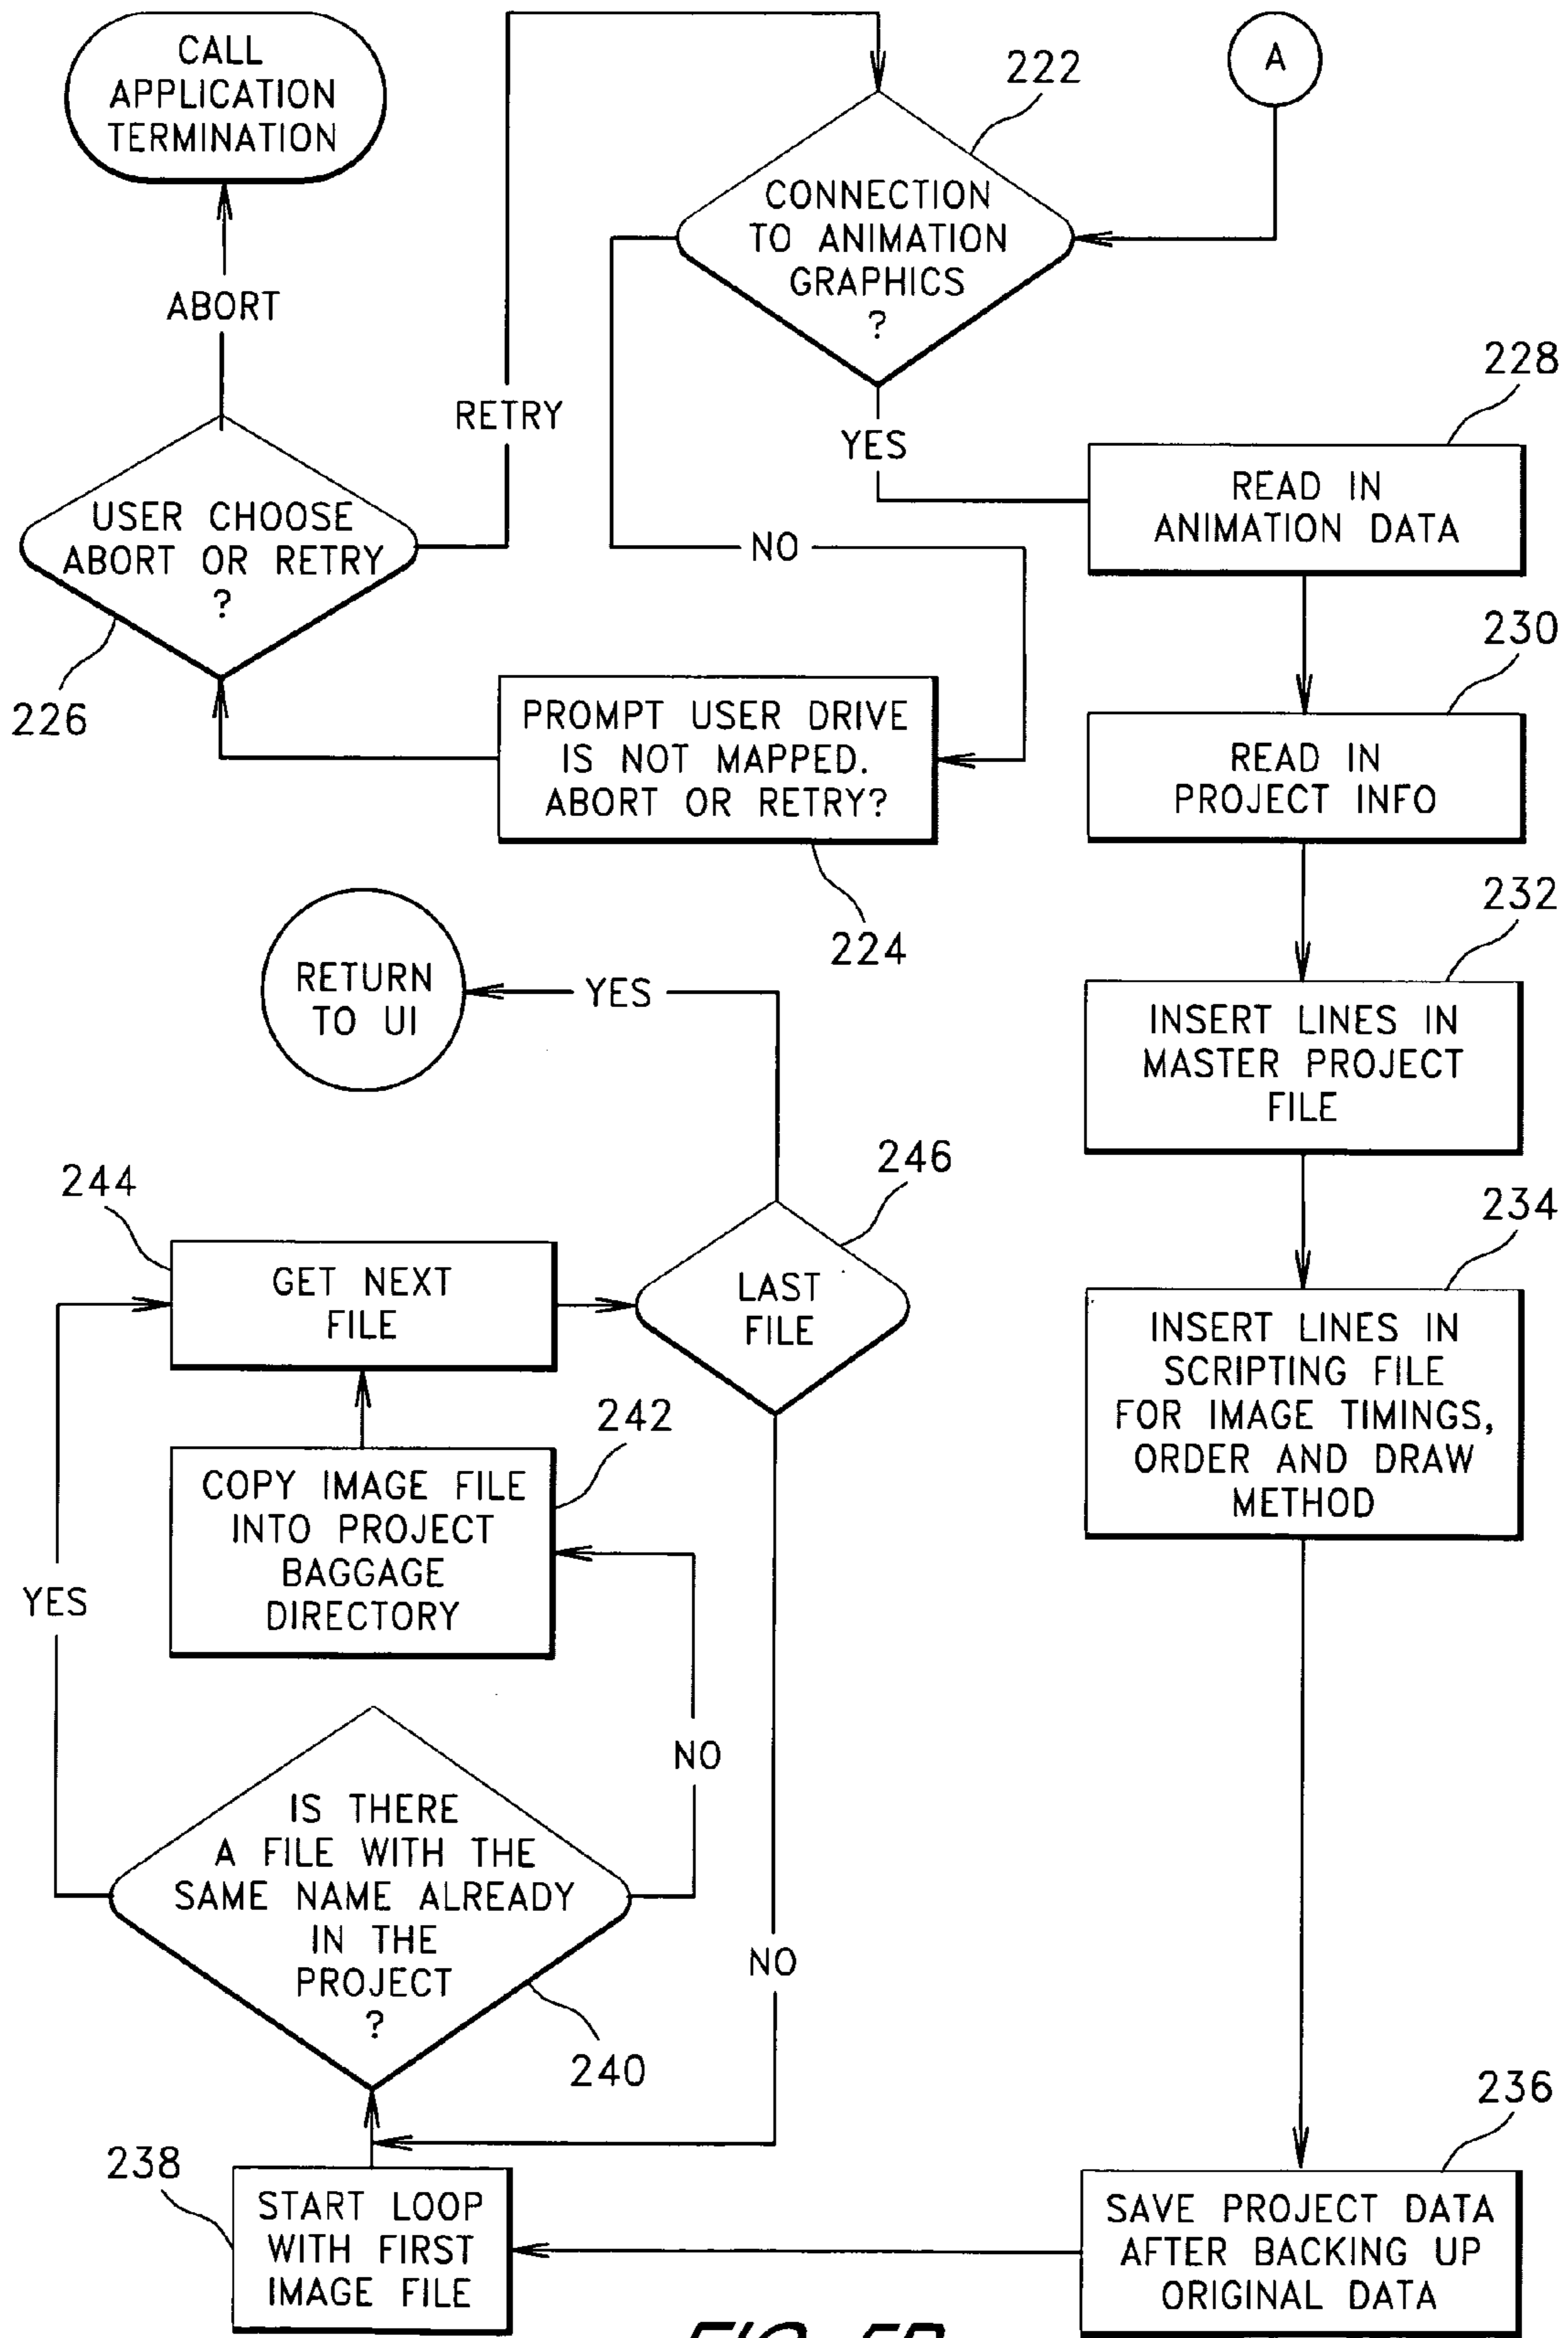 CALL
APPLICATION
TERMINATION
222
A
CONNECTION
TO ANIMATION
GRAPHICS
?
ABORT
RETRY
YES
228
READ IN
ANIMATION DATA
USER CHOOSE
ABORT OR RETRY
?
NO
226
230
PROMPT USER DRIVE
IS NOT MAPPED.
ABORT OR RETRY?
READ IN
PROJECT INFO
224
232
RETURN
TO UI
YES
INSERT LINES IN
MASTER PROJECT
FILE
244
246
234
GET NEXT
FILE
LAST
FILE
INSERT LINES IN
SCRIPTING FILE
FOR IMAGE TIMINGS,
ORDER AND DRAW
METHOD
242
COPY IMAGE FILE
INTO PROJECT
BAGGAGE
DIRECTORY
YES
NO
IS THERE
A FILE WITH THE
SAME NAME ALREADY
IN THE
PROJECT
?
NO
240
236
238
START LOOP
WITH FIRST
IMAGE FILE
SAVE PROJECT DATA
AFTER BACKING UP
ORIGINAL DATA